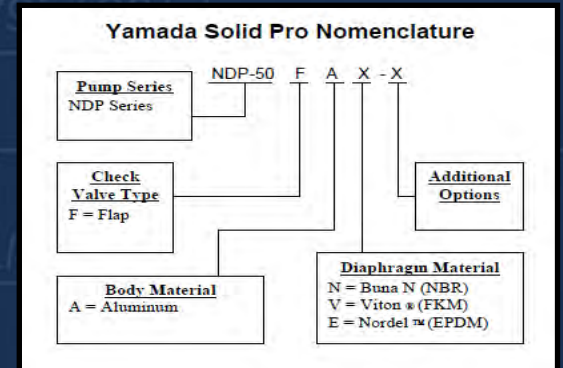 Yamada Solid Pro Nomenclature
NDP-50 F A X - X
Pump Series
NDP Series
Check
Valve Type
F = Flap
Additional
Options
Body Material
A = Aluminum
Diaphragm Material
N = Buna N (NBR)
V = Viton ® (FKM)
E = Nordel ™ (EPDM)